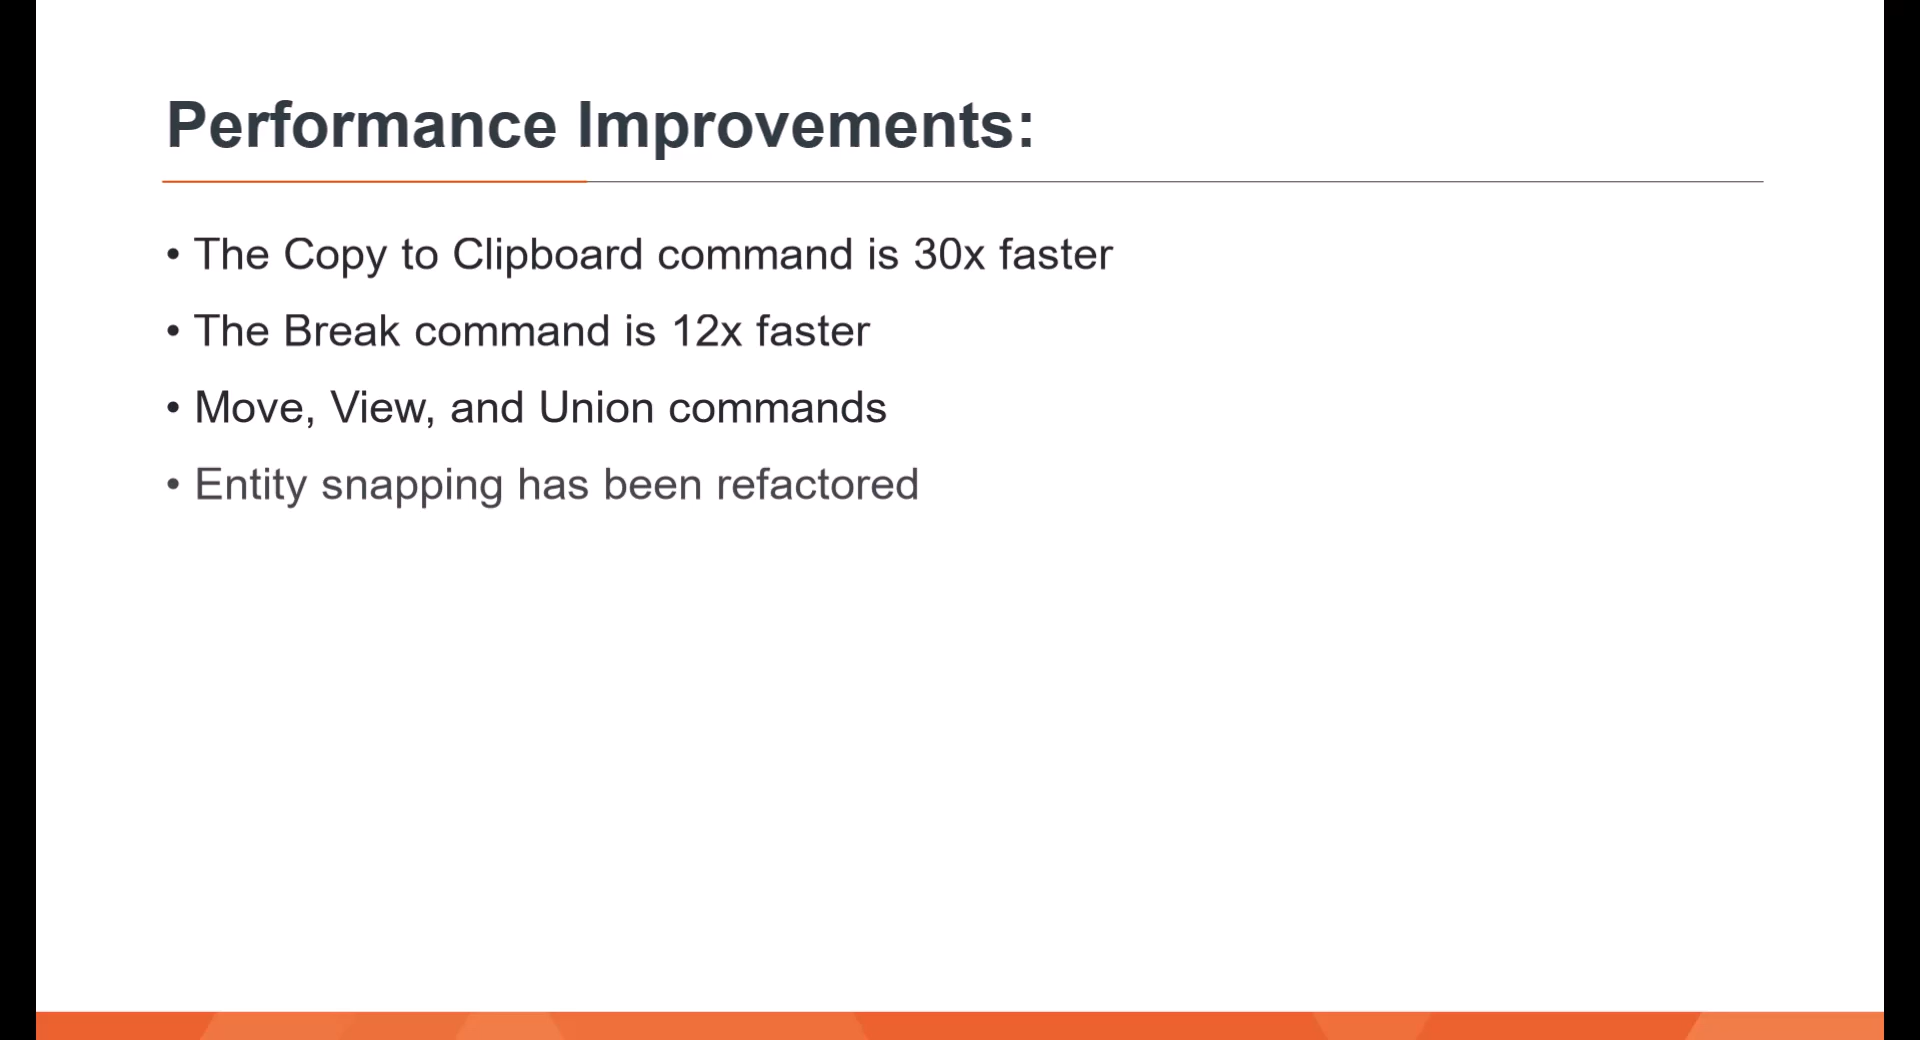 Performance Improvements:
• The Copy to Clipboard command is 30x faster
• The Break command is 12x faster
• Move, View, and Union commands
• Entity snapping has been refactored